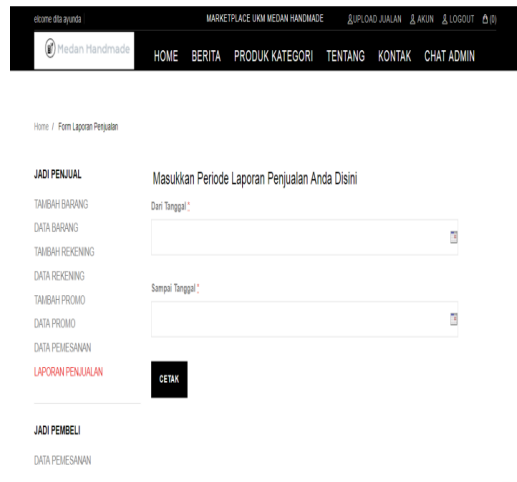 elcome dita ayunda MARKETPLACE UKM MEDAN HANDMADE UPLOAD JUALAN AKUN LOGOUT (0)
Medan Handmade HOME BERITA PRODUK KATEGORI TENTANG KONTAK CHAT ADMIN
Home / Form Laporan Penjualan
JADI PENJUAL
TAMBAH BARANG
DATA BARANG
TAMBAH REKENING
DATA REKENING
TAMBAH PROMO
DATA PROMO
DATA PEMESANAN
LAPORAN PENJUALAN
JADI PEMBELI
DATA PEMESANAN
Masukkan Periode Laporan Penjualan Anda Disini
Dari Tanggal :*
Sampai Tanggal :*
CETAK